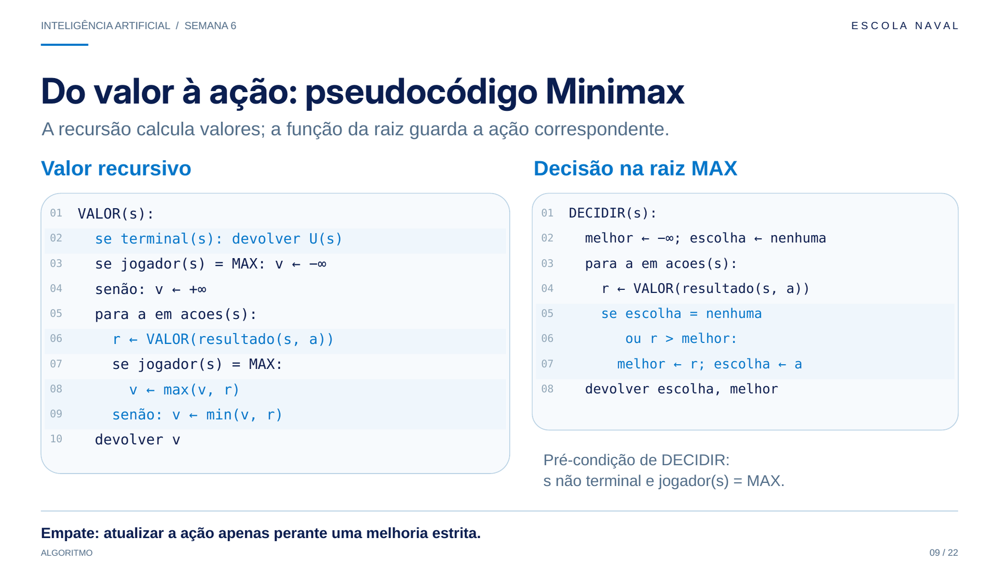 INTELIGÊNCIA ARTIFICIAL / SEMANA 6
ESCOLA NAVAL
Do valor à ação: pseudocódigo Minimax
A recursão calcula valores; a função da raiz guarda a ação correspondente.
Valor recursivo
01 VALOR(s):
02 se terminal(s): devolver U(s)
03 se jogador(s) = MAX: v ← −∞
04 senão: v ← +∞
05 para a em acoes(s):
06 r ← VALOR(resultado(s, a))
07 se jogador(s) = MAX:
08 v ← max(v, r)
09 senão: v ← min(v, r)
10 devolver v
Decisão na raiz MAX
01 DECIDIR(s):
02 melhor ← −∞; escolha ← nenhuma
03 para a em acoes(s):
04 r ← VALOR(resultado(s, a))
05 se escolha = nenhuma
06 ou r > melhor:
07 melhor ← r; escolha ← a
08 devolver escolha, melhor
Pré-condição de DECIDIR:
s não terminal e jogador(s) = MAX.
Empate: atualizar a ação apenas perante uma melhoria estrita.
ALGORITMO
09 / 22